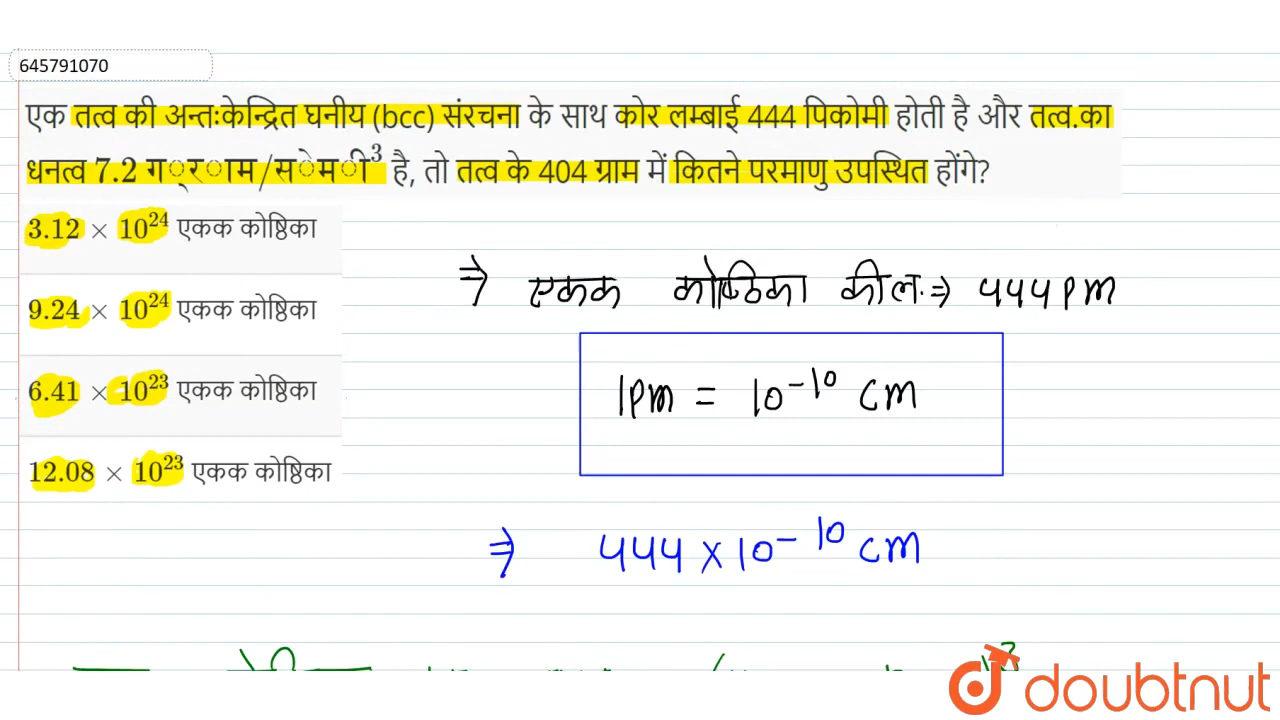 645791070
एक तत्व की अन्तःकेन्द्रित घनीय (bcc) संरचना के साथ कोर लम्बाई 444 पिकोमी होती है और तत्व.का
धनत्व 7.2 ग्राम/सेमी³ है, तो तत्व के 404 ग्राम में कितने परमाणु उपस्थित होंगे?
3.12 × 10²⁴ एकक कोष्ठिका
9.24 × 10²⁴ एकक कोष्ठिका
6.41 × 10²³ एकक कोष्ठिका
12.08 × 10²³ एकक कोष्ठिका
⇒ एकक कोष्ठिका की ल. ⇒ 444 pm
1pm = 10⁻¹⁰ cm
⇒ 444 × 10⁻¹⁰ cm
doubtnut